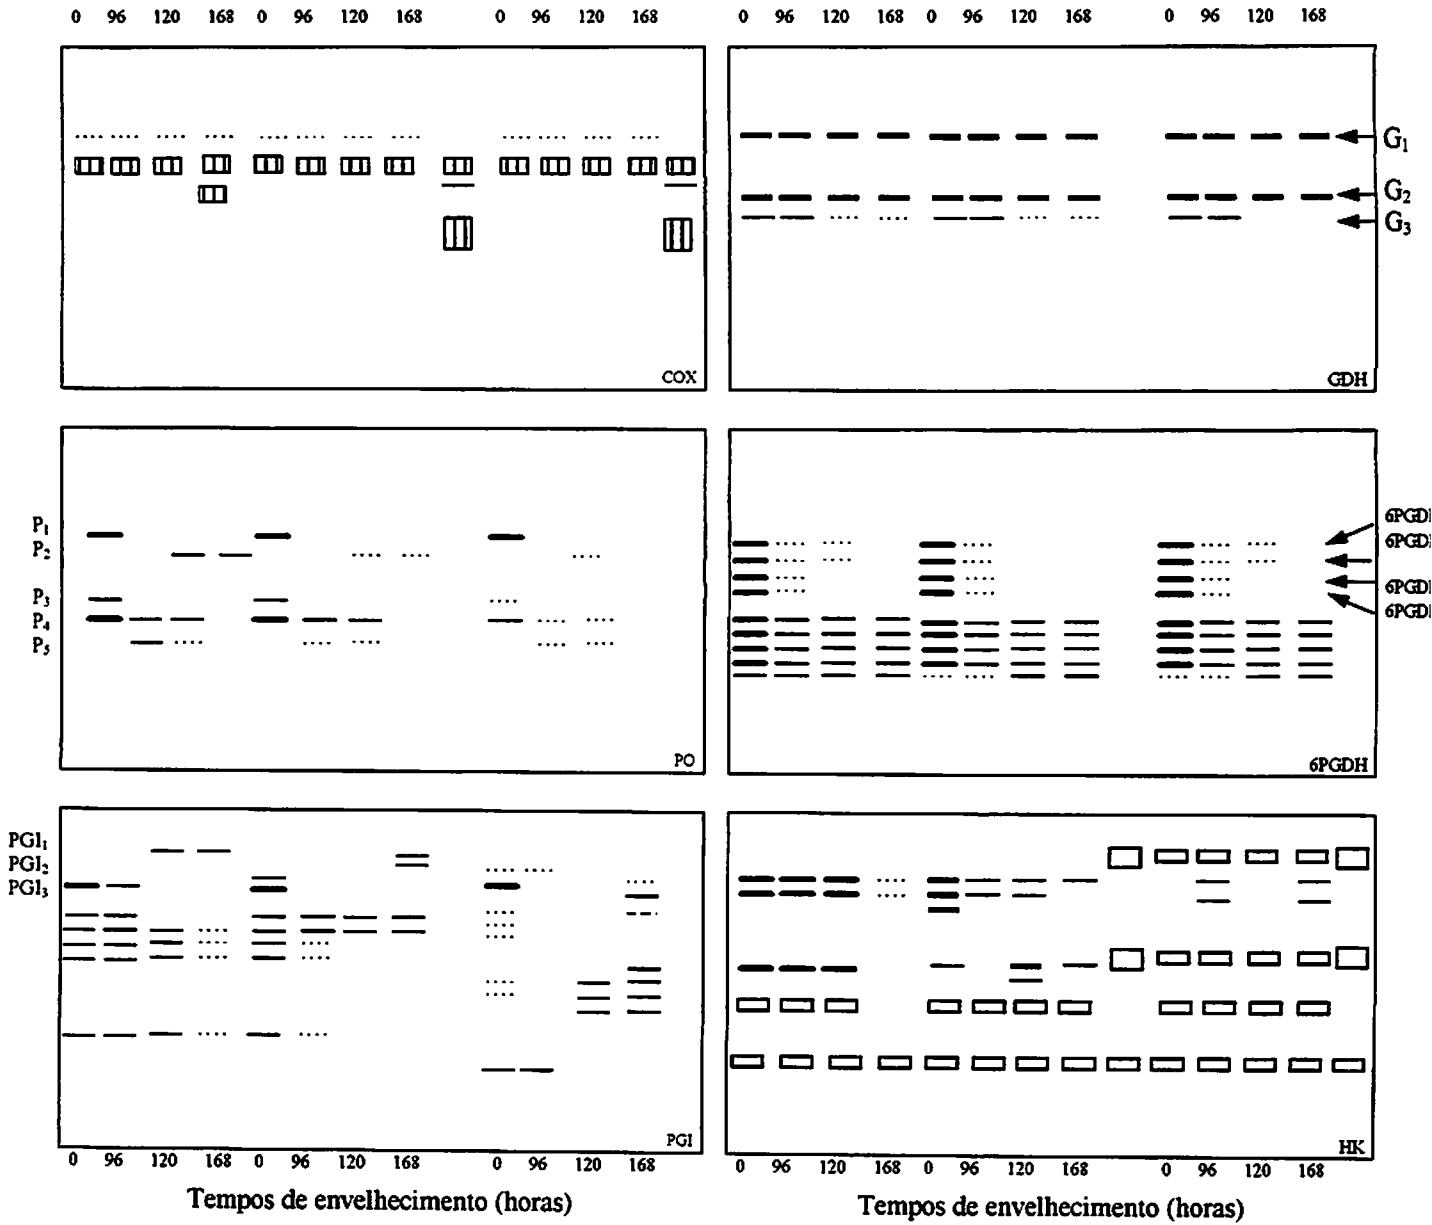 0 96 120 168 0 96 120 168 0 96 120 168
0 96 120 168 0 96 120 168 0 96 120 168
COX
G₁
G₂
G₃
GDH
P₁
P₂
P₃
P₄
P₅
PO
6PGDH
PGI₁
PGI₂
PGI₃
PGI
HK
0 96 120 168 0 96 120 168 0 96 120 168
Tempos de envelhecimento (horas)
0 96 120 168 0 96 120 168 0 96 120 168
Tempos de envelhecimento (horas)